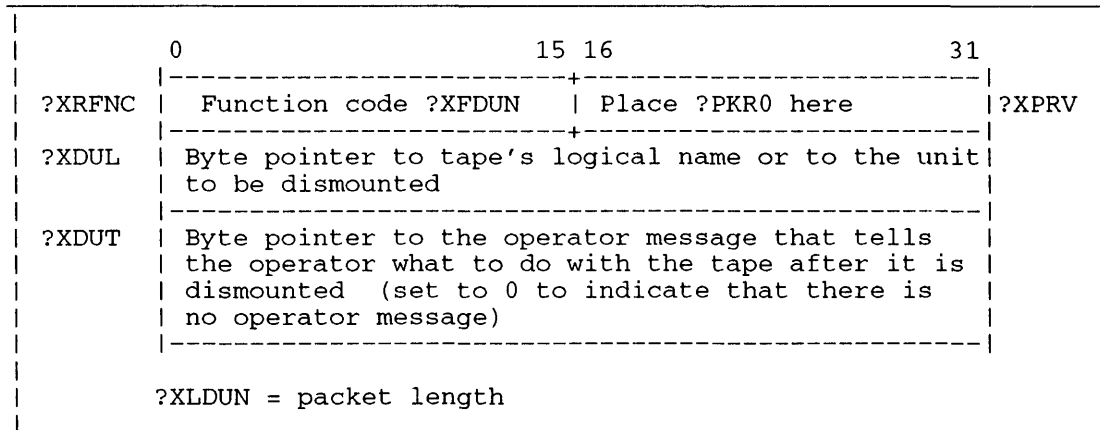 0 15 16 31
?XRFNC Function code ?XFDUN Place ?PKR0 here ?XPRV
?XDUL Byte pointer to tape's logical name or to the unit
to be dismounted
?XDUT Byte pointer to the operator message that tells
the operator what to do with the tape after it is
dismounted (set to 0 to indicate that there is
no operator message)
?XLDUN = packet length